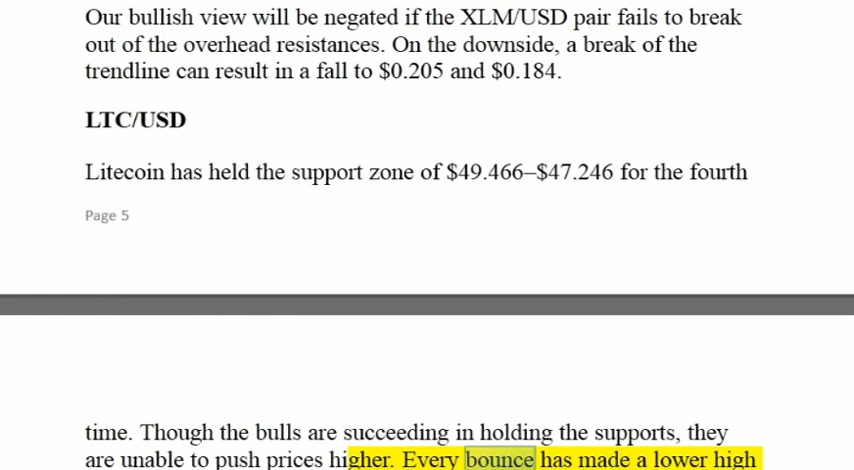 Our bullish view will be negated if the XLM/USD pair fails to break
out of the overhead resistances. On the downside, a break of the
trendline can result in a fall to $0.205 and $0.184.
LTC/USD
Litecoin has held the support zone of $49.466–$47.246 for the fourth
Page 5
time. Though the bulls are succeeding in holding the supports, they
are unable to push prices higher. Every bounce has made a lower high